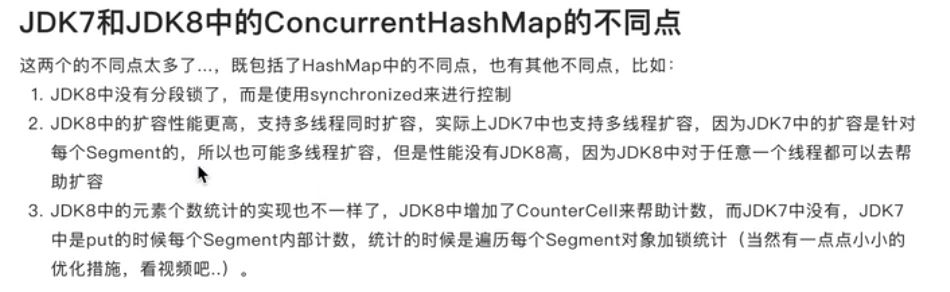 JDK7和JDK8中的ConcurrentHashMap的不同点
这两个的不同点太多了...，既包括了HashMap中的不同点，也有其他不同点，比如：
1. JDK8中没有分段锁了，而是使用synchronized来进行控制
2. JDK8中的扩容性能更高，支持多线程同时扩容，实际上JDK7中也支持多线程扩容，因为JDK7中的扩容是针对
每个Segment的，所以也可能多线程扩容，但是性能没有JDK8高，因为JDK8中对于任意一个线程都可以去帮
助扩容
3. JDK8中的元素个数统计的实现也不一样了，JDK8中增加了CounterCell来帮助计数，而JDK7中没有，JDK7
中是put的时候每个Segment内部计数，统计的时候是遍历每个Segment对象加锁统计（当然有一点点小小的
优化措施，看视频吧..）。